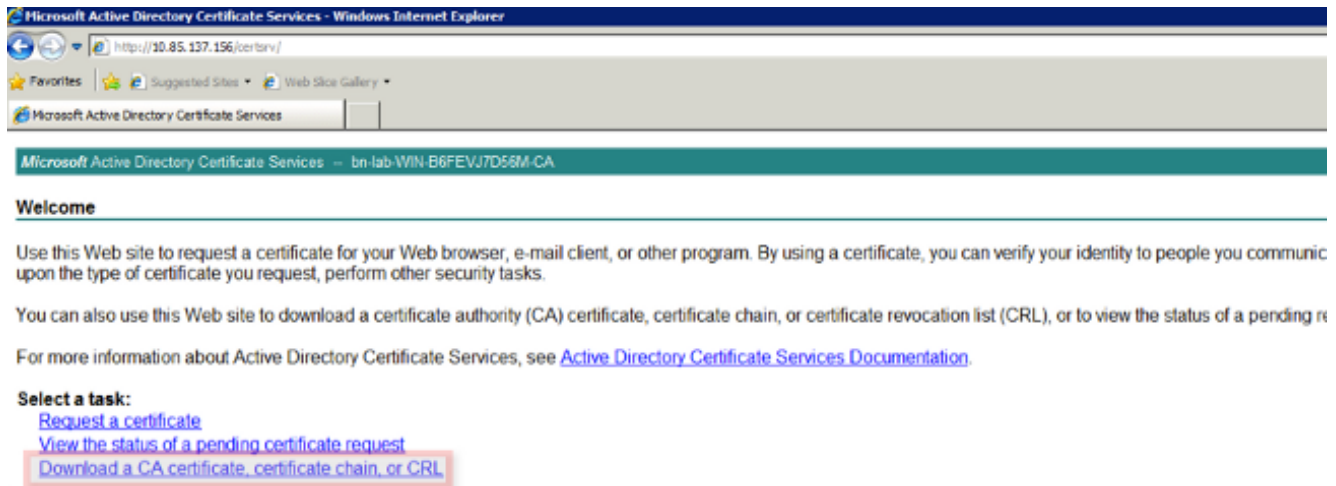 Microsoft Active Directory Certificate Services - Windows Internet Explorer
http://10.85.137.156/certsrv/
Favorites Suggested Sites Web Slice Gallery
Microsoft Active Directory Certificate Services
Microsoft Active Directory Certificate Services -- bn-lab-WIN-B6FEVJ7D56M-CA
Welcome
Use this Web site to request a certificate for your Web browser, e-mail client, or other program. By using a certificate, you can verify your identity to people you communic
upon the type of certificate you request, perform other security tasks.
You can also use this Web site to download a certificate authority (CA) certificate, certificate chain, or certificate revocation list (CRL), or to view the status of a pending re
For more information about Active Directory Certificate Services, see Active Directory Certificate Services Documentation.
Select a task:
Request a certificate
View the status of a pending certificate request
Download a CA certificate, certificate chain, or CRL